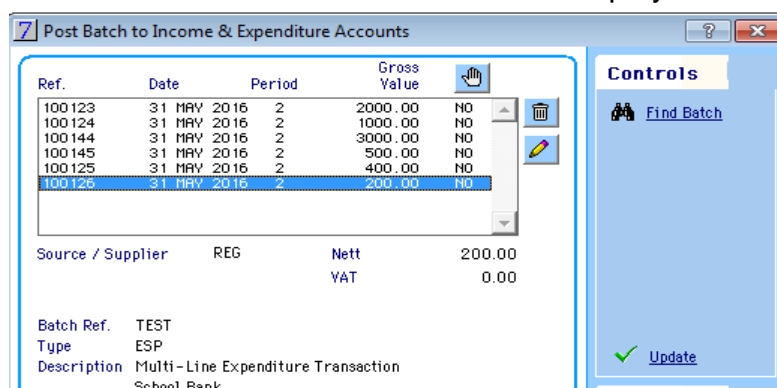 7 Post Batch to Income & Expenditure Accounts ?
Controls
Find Batch
Ref. Date Period Gross Value
100123 31 MAY 2016 2 2000.00 NO
100124 31 MAY 2016 2 1000.00 NO
100144 31 MAY 2016 2 3000.00 NO
100145 31 MAY 2016 2 500.00 NO
100125 31 MAY 2016 2 400.00 NO
100126 31 MAY 2016 2 200.00 NO
Source / Supplier REG Nett 200.00
VAT 0.00
Batch Ref. TEST
Type ESP
Description Multi-Line Expenditure Transaction
School Bank
Update